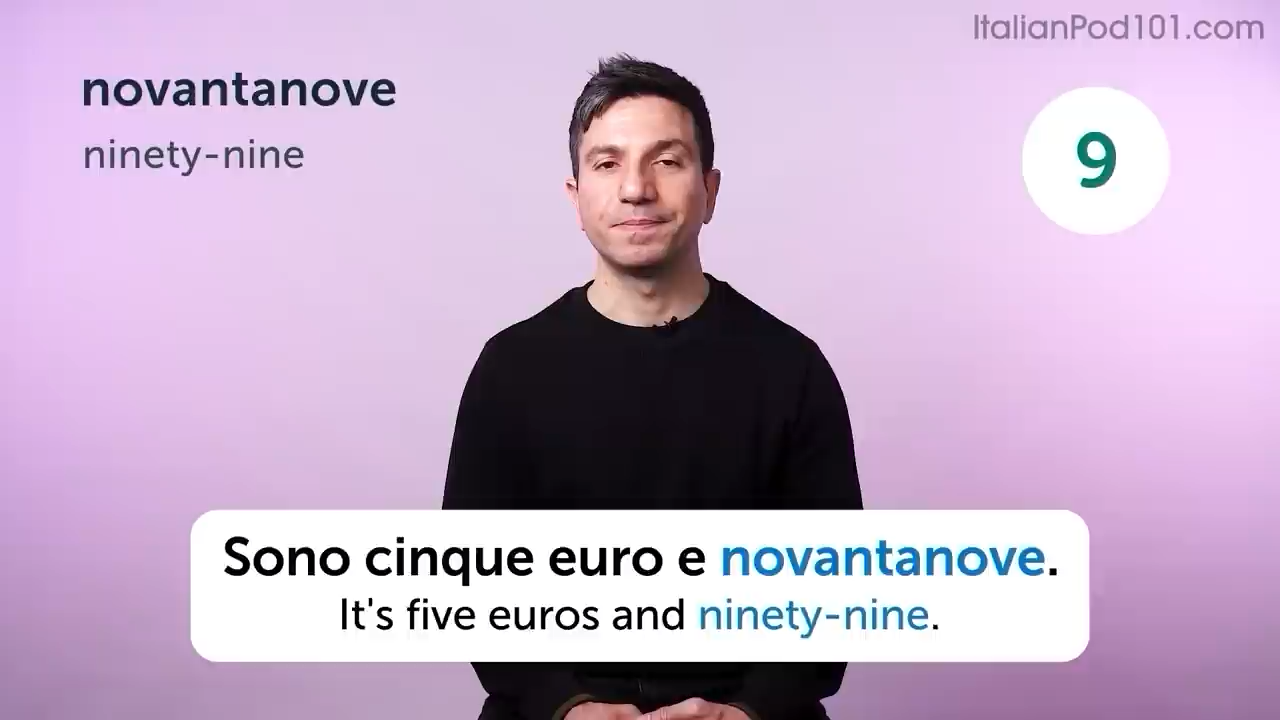 ItalianPod101.com
novantanove
ninety-nine
9
Sono cinque euro e novantanove.
It's five euros and ninety-nine.